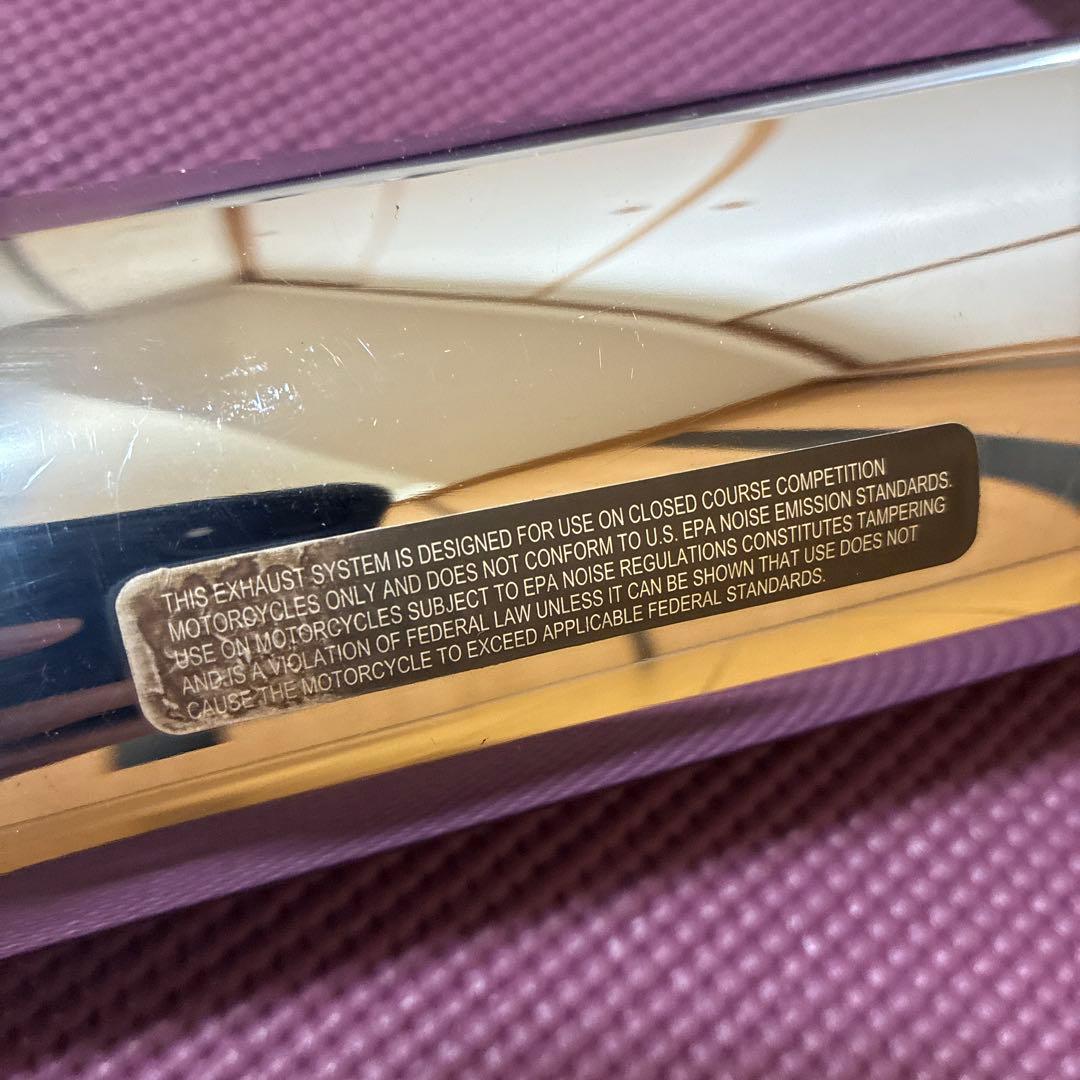 THIS EXHAUST SYSTEM IS DESIGNED FOR USE ON CLOSED COURSE COMPETITION
MOTORCYCLES ONLY AND DOES NOT CONFORM TO U.S. EPA NOISE EMISSION STANDARDS.
USE ON MOTORCYCLES SUBJECT TO EPA NOISE REGULATIONS CONSTITUTES TAMPERING
AND IS A VIOLATION OF FEDERAL LAW UNLESS IT CAN BE SHOWN THAT USE DOES NOT
CAUSE THE MOTORCYCLE TO EXCEED APPLICABLE FEDERAL STANDARDS.